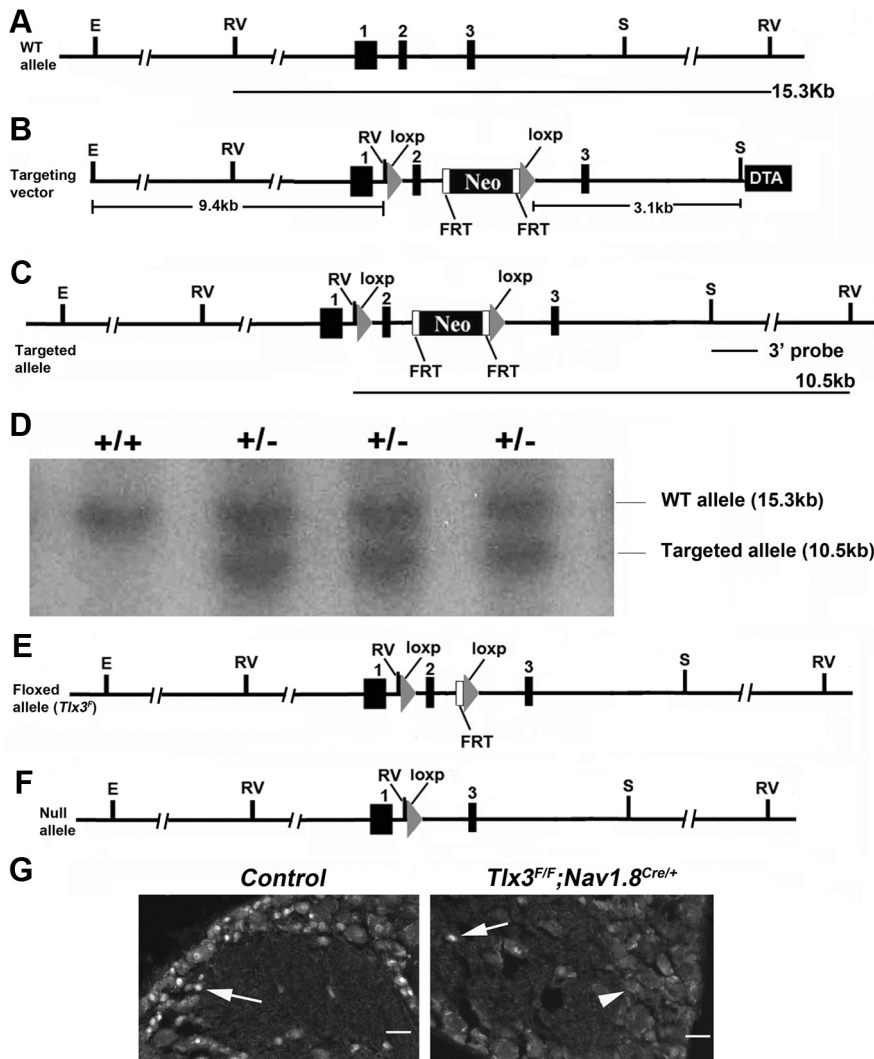 A
WT
allele
E
RV
1
2
3
S
RV
15.3Kb
B
Targeting
vector
E
RV
1
RV
loxp
2
Neo
loxp
3
S
DTA
9.4kb
FRT
FRT
3.1kb
C
Targeted
allele
E
RV
1
RV
loxp
2
Neo
loxp
3
S
RV
FRT
FRT
3' probe
10.5kb
D
+/+ +/- +/- +/-
WT allele (15.3kb)
Targeted allele (10.5kb)
E
Floxed
allele (Tlx3F)
E
RV
1
RV
loxp
2
loxp
3
S
RV
FRT
F
Null
allele
E
RV
1
RV
loxp
3
S
RV
G
Control
Tlx3F/F;Nav1.8Cre/+